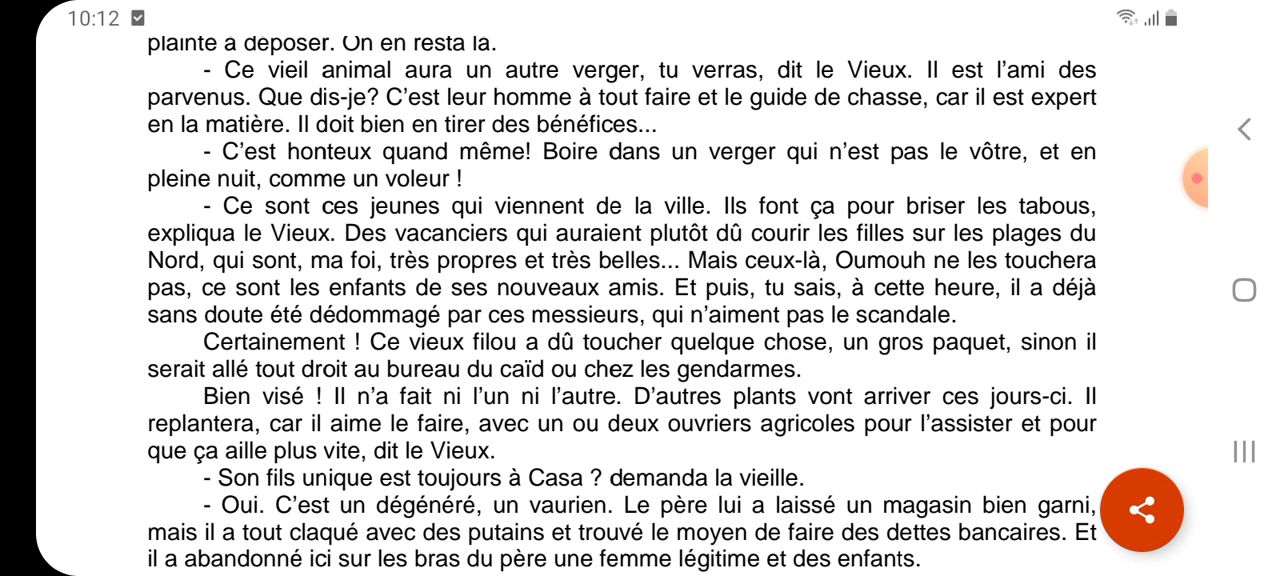 10:12
plainte à déposer. On en resta là.
- Ce vieil animal aura un autre verger, tu verras, dit le Vieux. Il est l’ami des
parvenus. Que dis-je? C’est leur homme à tout faire et le guide de chasse, car il est expert
en la matière. Il doit bien en tirer des bénéfices...
- C’est honteux quand même! Boire dans un verger qui n’est pas le vôtre, et en
pleine nuit, comme un voleur !
- Ce sont ces jeunes qui viennent de la ville. Ils font ça pour briser les tabous,
expliqua le Vieux. Des vacanciers qui auraient plutôt dû courir les filles sur les plages du
Nord, qui sont, ma foi, très propres et très belles... Mais ceux-là, Oumouh ne les touchera
pas, ce sont les enfants de ses nouveaux amis. Et puis, tu sais, à cette heure, il a déjà
sans doute été dédommagé par ces messieurs, qui n’aiment pas le scandale.
Certainement ! Ce vieux filou a dû toucher quelque chose, un gros paquet, sinon il
serait allé tout droit au bureau du caïd ou chez les gendarmes.
Bien visé ! Il n’a fait ni l’un ni l’autre. D’autres plants vont arriver ces jours-ci. Il
replantera, car il aime le faire, avec un ou deux ouvriers agricoles pour l’assister et pour
que ça aille plus vite, dit le Vieux.
- Son fils unique est toujours à Casa ? demanda la vieille.
- Oui. C’est un dégénéré, un vaurien. Le père lui a laissé un magasin bien garni,
mais il a tout claqué avec des putains et trouvé le moyen de faire des dettes bancaires. Et
il a abandonné ici sur les bras du père une femme légitime et des enfants.